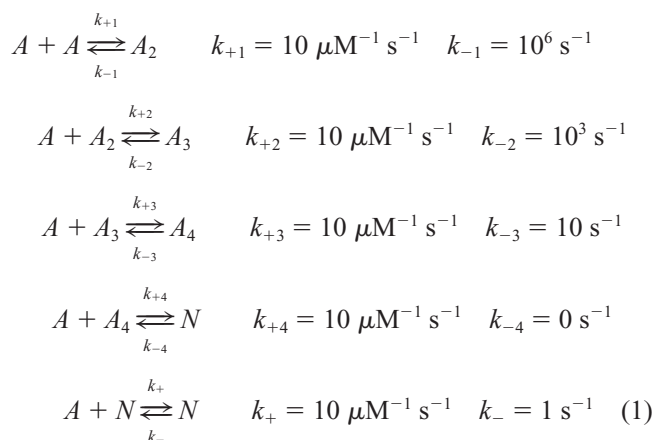 A + A ⇌ A₂ (k₊₁ / k₋₁) k₊₁ = 10 μM⁻¹ s⁻¹ k₋₁ = 10⁶ s⁻¹
A + A₂ ⇌ A₃ (k₊₂ / k₋₂) k₊₂ = 10 μM⁻¹ s⁻¹ k₋₂ = 10³ s⁻¹
A + A₃ ⇌ A₄ (k₊₃ / k₋₃) k₊₃ = 10 μM⁻¹ s⁻¹ k₋₃ = 10 s⁻¹
A + A₄ ⇌ N (k₊₄ / k₋₄) k₊₄ = 10 μM⁻¹ s⁻¹ k₋₄ = 0 s⁻¹
A + N ⇌ N (k₊ / k₋) k₊ = 10 μM⁻¹ s⁻¹ k₋ = 1 s⁻¹ (1)